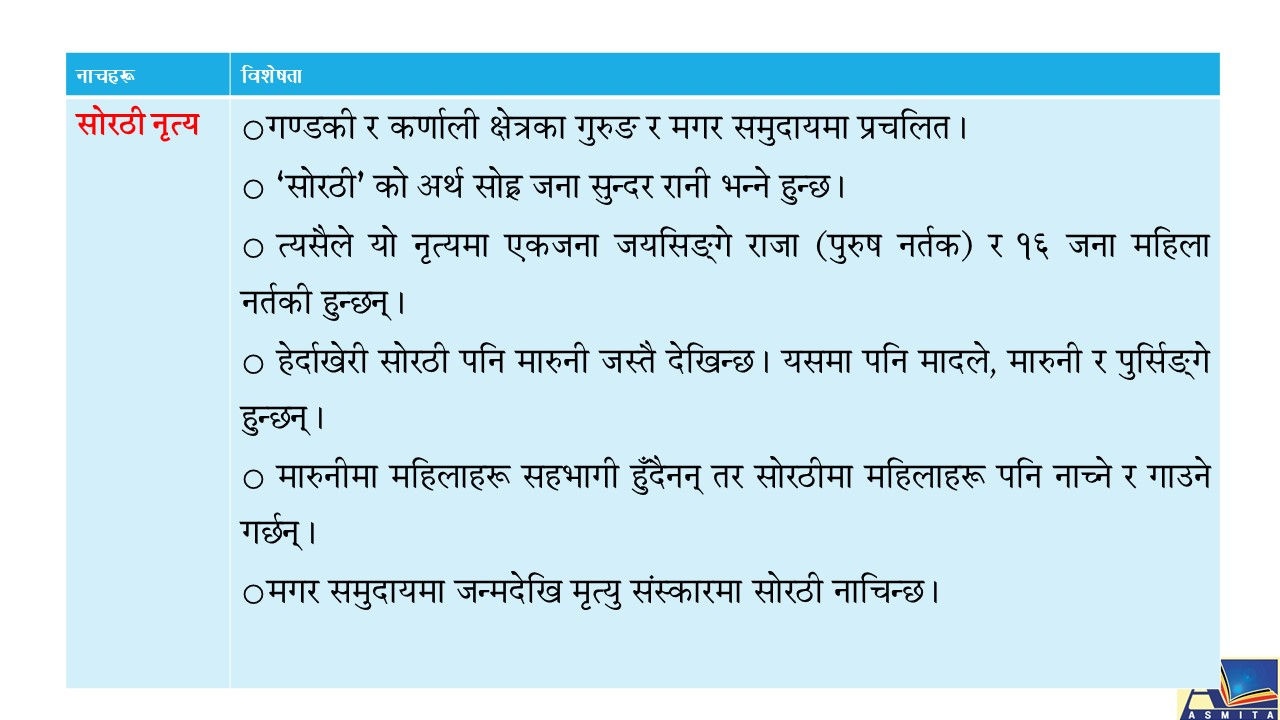 नाचहरू
विशेषता
सोरठी नृत्य
○गण्डकी र कर्णाली क्षेत्रका गुरुङ र मगर समुदायमा प्रचलित ।
○ ‘सोरठी’ को अर्थ सोह्र जना सुन्दर रानी भन्ने हुन्छ ।
○ त्यसैले यो नृत्यमा एकजना जयसिङ्गे राजा (पुरुष नर्तक) र १६ जना महिला
नर्तकी हुन्छन् ।
○ हेर्दाखेरी सोरठी पनि मारुनी जस्तै देखिन्छ । यसमा पनि मादले, मारुनी र पुर्सिङ्गे
हुन्छन् ।
○ मारुनीमा महिलाहरू सहभागी हुँदैनन् तर सोरठीमा महिलाहरू पनि नाच्ने र गाउने
गर्छन् ।
○मगर समुदायमा जन्मदेखि मृत्यु संस्कारमा सोरठी नाचिन्छ ।
ASMITA